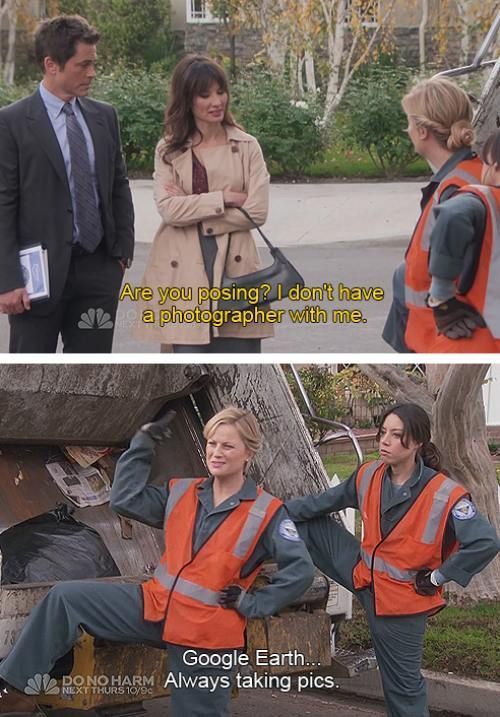 Are you posing? I don't have
a photographer with me.
Google Earth...
Always taking pics.
DO NO HARM
NEXT THURS 10/9c